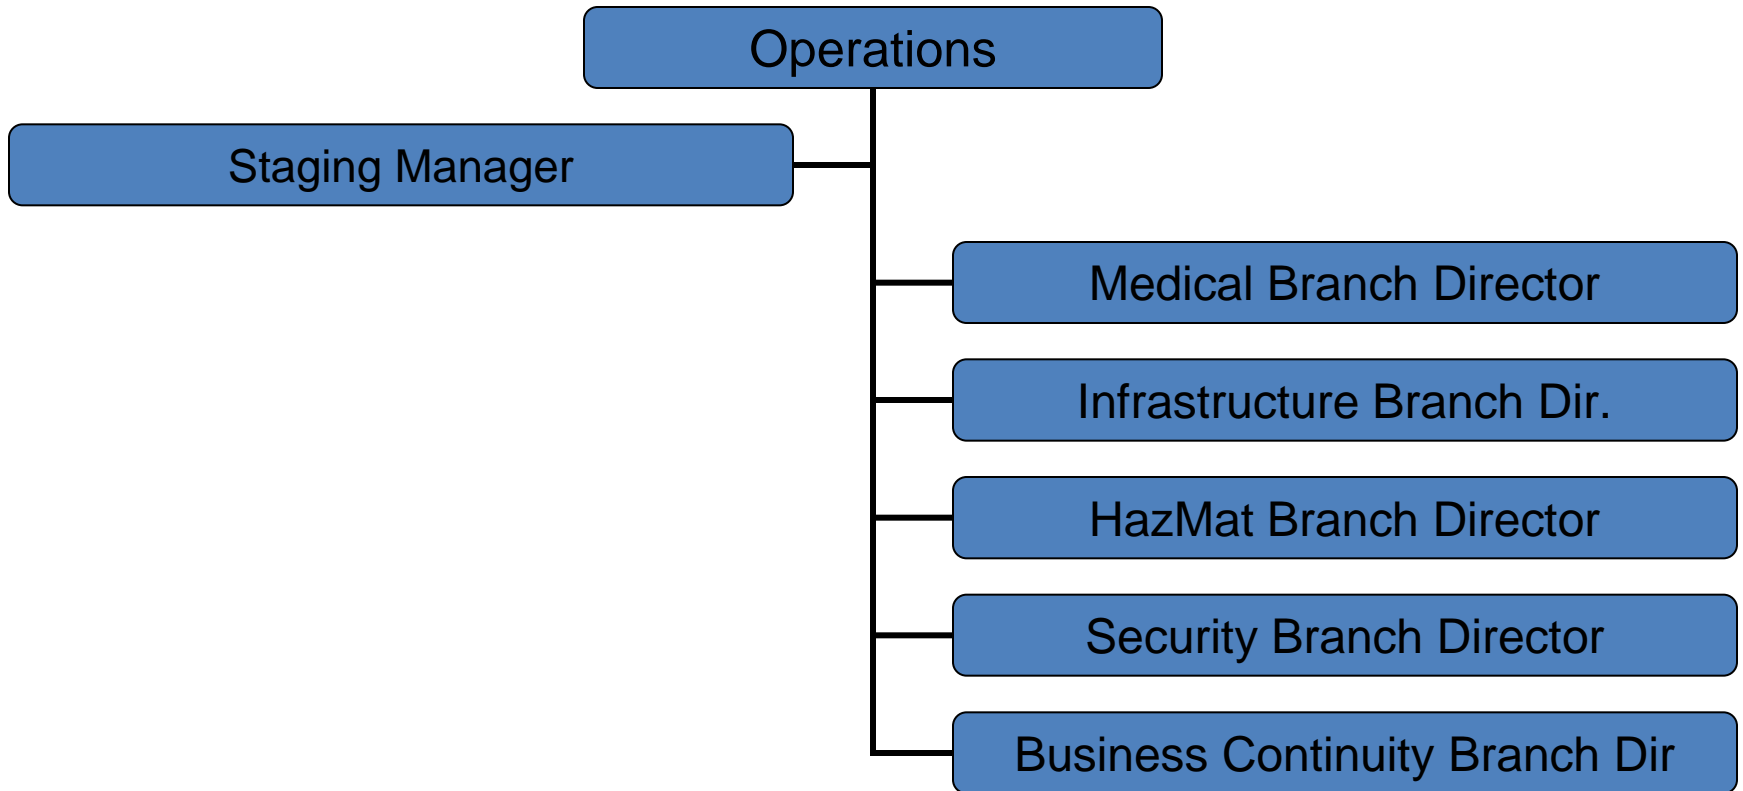 Operations
Staging Manager
Medical Branch Director
Infrastructure Branch Dir.
HazMat Branch Director
Security Branch Director
Business Continuity Branch Dir